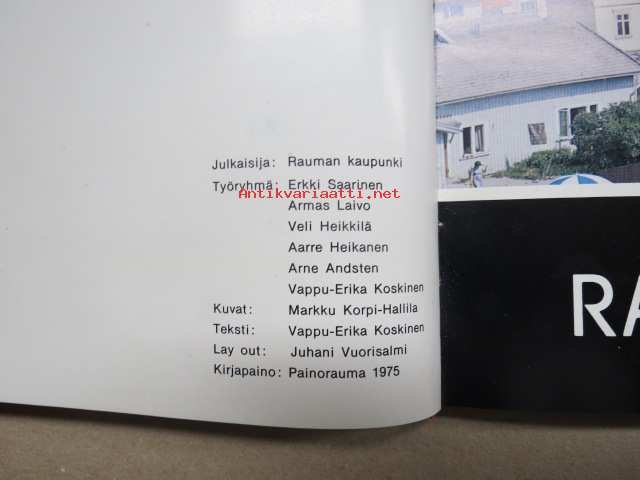 Julkaisija: Rauman kaupunki
Työryhmä: Erkki Saarinen
Antikvariaatti.net
Armas Laivo
Veli Heikkilä
Aarre Heikanen
Arne Andsten
Vappu-Erika Koskinen
Kuvat: Markku Korpi-Hallila
Teksti: Vappu-Erika Koskinen
Lay out: Juhani Vuorisalmi
Kirjapaino: Painorauma 1975
RA